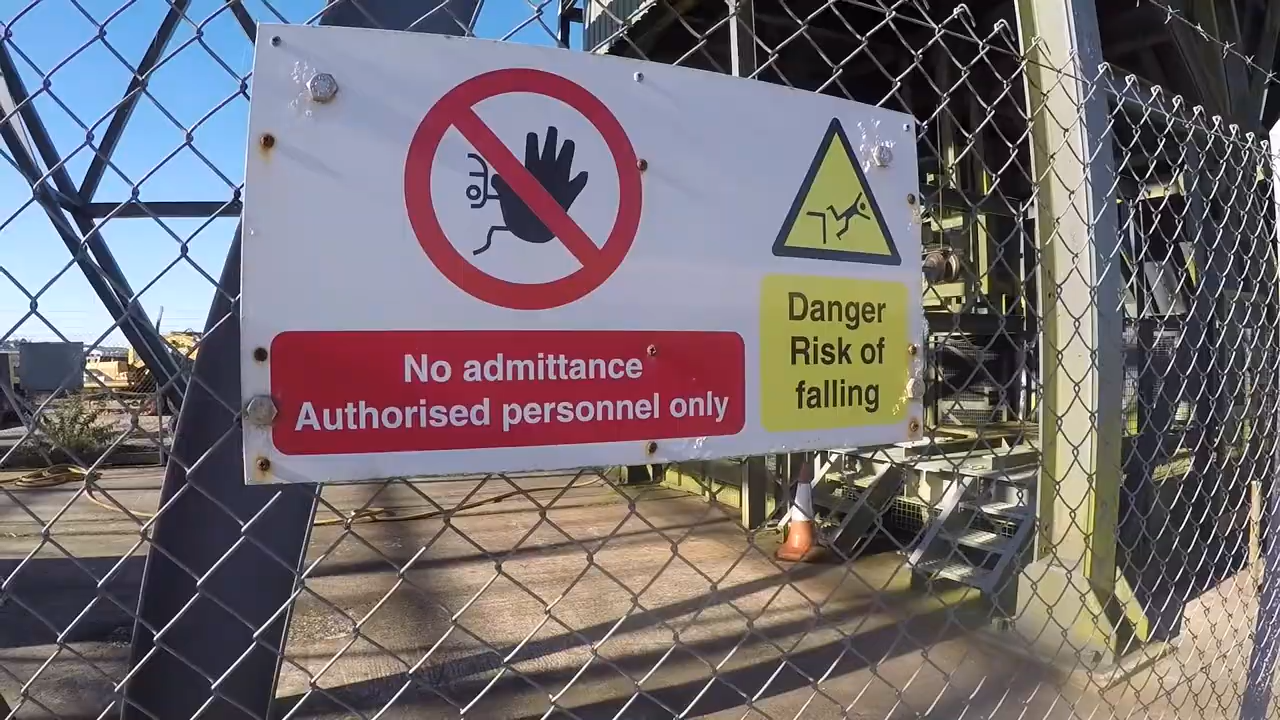 No admittance
Authorised personnel only
Danger
Risk of
falling